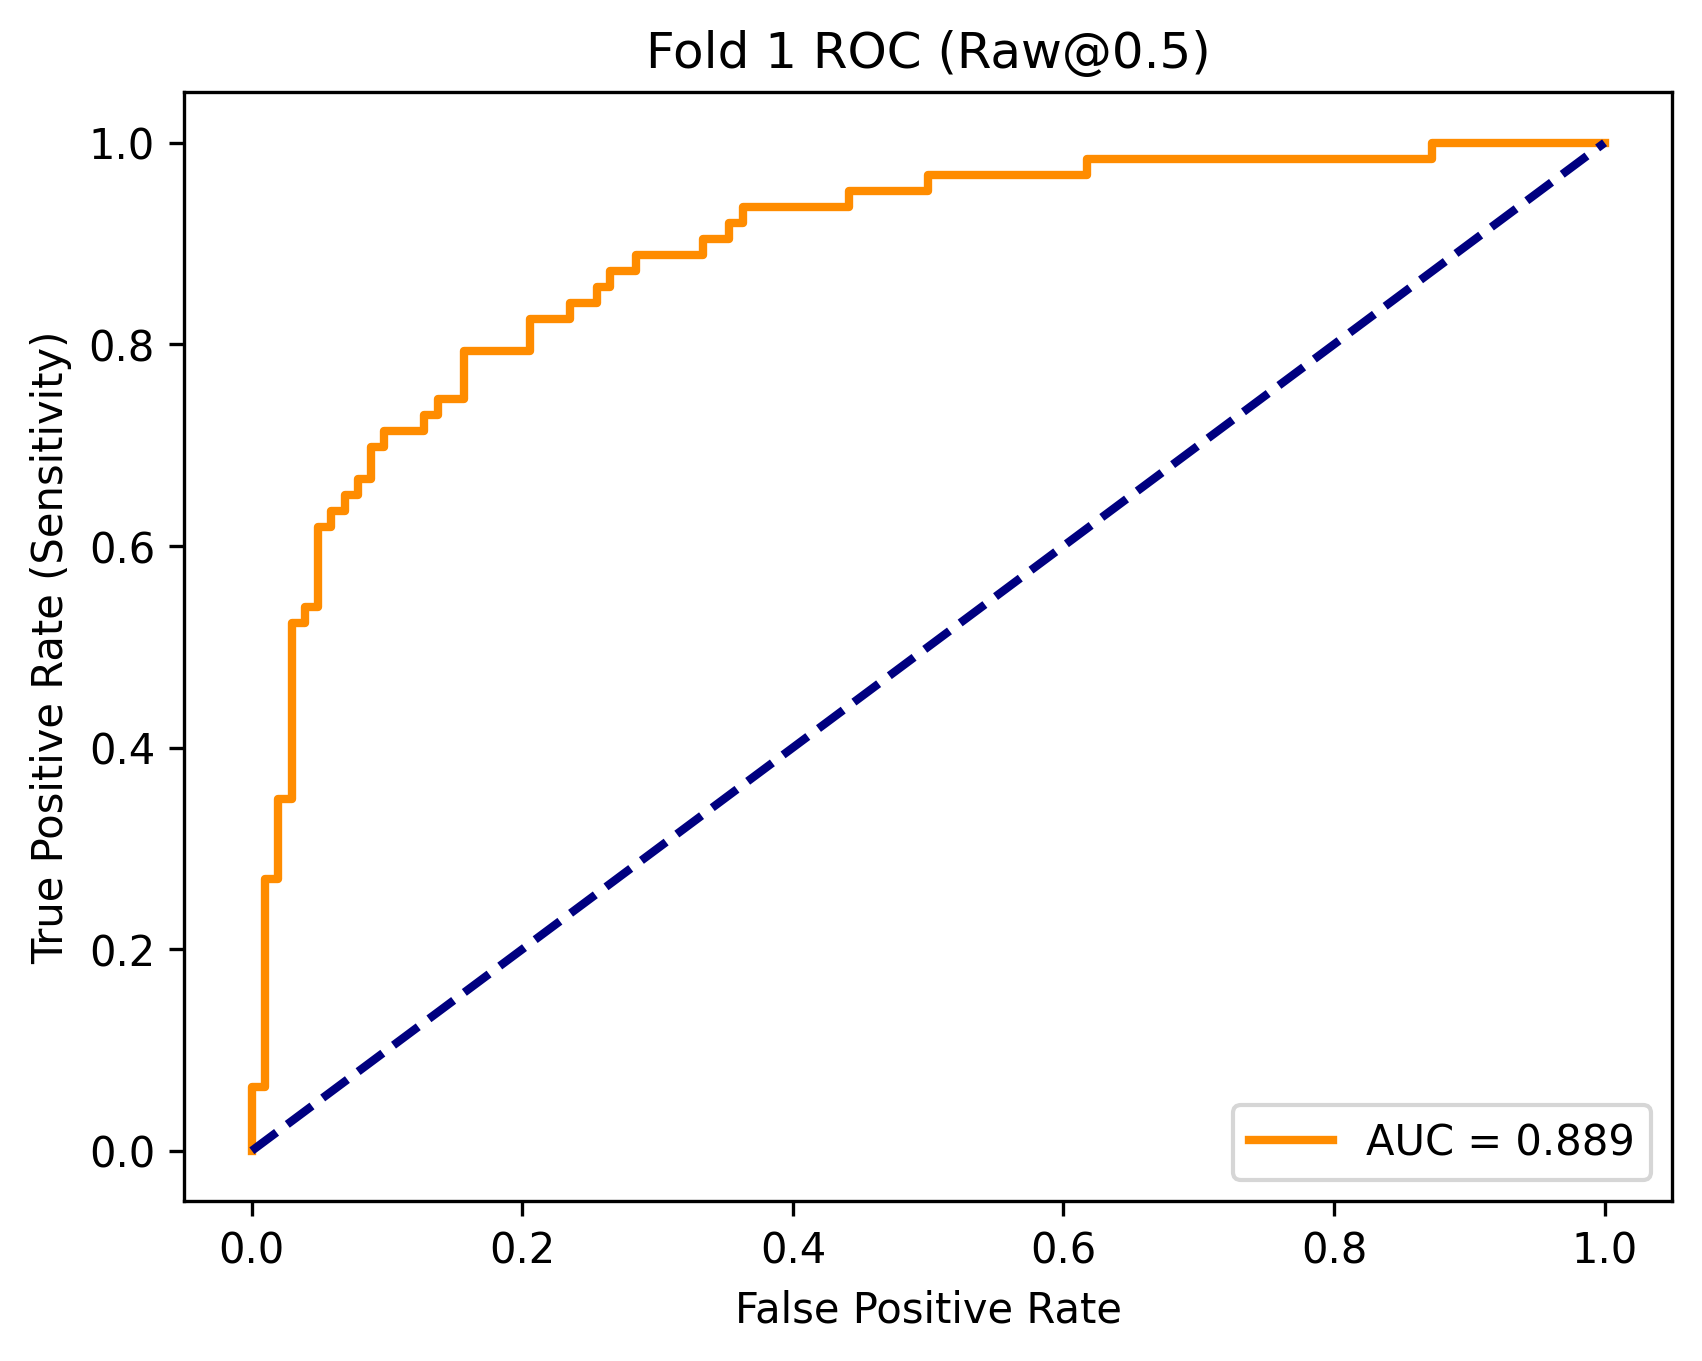 Fold 1 ROC (Raw@0.5)
True Positive Rate (Sensitivity)
1.0
0.8
0.6
0.4
0.2
0.0
AUC = 0.889
0.0 0.2 0.4 0.6 0.8 1.0
False Positive Rate